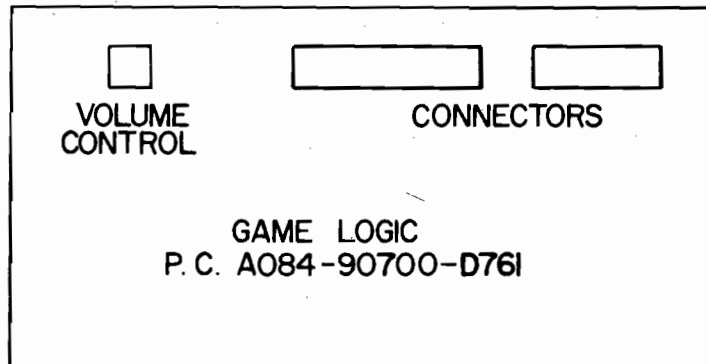 VOLUME
CONTROL
CONNECTORS
GAME LOGIC
P. C. A084-90700-D761